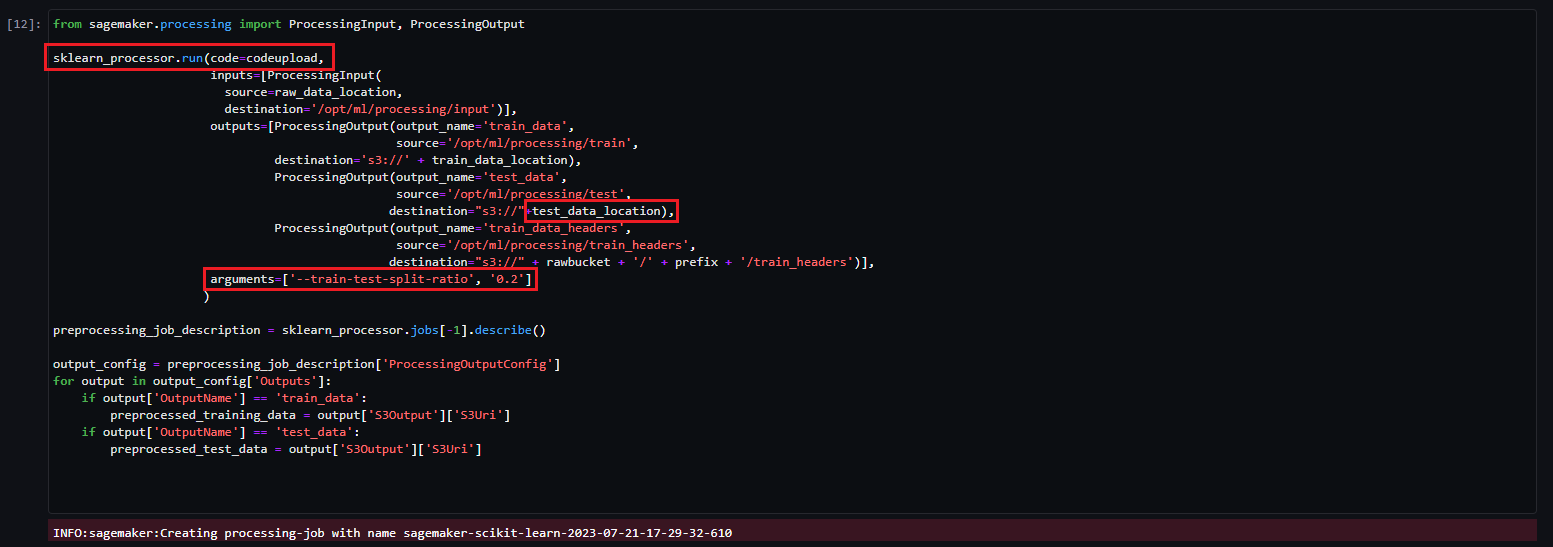 [12]: from sagemaker.processing import ProcessingInput, ProcessingOutput
sklearn_processor.run(code=codeupload,
inputs=[ProcessingInput(
source=raw_data_location,
destination='/opt/ml/processing/input')],
outputs=[ProcessingOutput(output_name='train_data',
source='/opt/ml/processing/train',
destination='s3://' + train_data_location),
ProcessingOutput(output_name='test_data',
source='/opt/ml/processing/test',
destination="s3://"+test_data_location),
ProcessingOutput(output_name='train_data_headers',
source='/opt/ml/processing/train_headers',
destination="s3://" + rawbucket + '/' + prefix + '/train_headers')],
arguments=['--train-test-split-ratio', '0.2']
)
preprocessing_job_description = sklearn_processor.jobs[-1].describe()
output_config = preprocessing_job_description['ProcessingOutputConfig']
for output in output_config['Outputs']:
if output['OutputName'] == 'train_data':
preprocessed_training_data = output['S3Output']['S3Uri']
if output['OutputName'] == 'test_data':
preprocessed_test_data = output['S3Output']['S3Uri']
INFO:sagemaker:Creating processing-job with name sagemaker-scikit-learn-2023-07-21-17-29-32-610